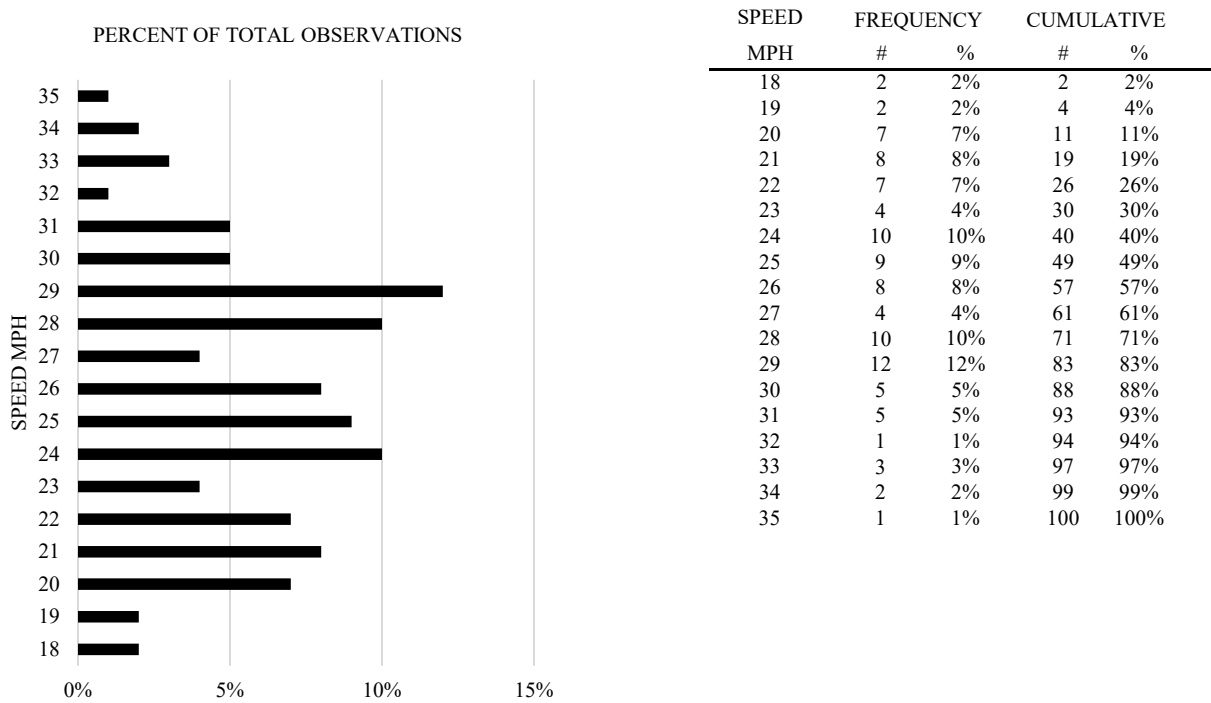 PERCENT OF TOTAL OBSERVATIONS
35
34
33
32
31
30
29
28
27
26
25
24
23
22
21
20
19
18
SPEED MPH
0% 5% 10% 15%
SPEED FREQUENCY CUMULATIVE
MPH # % # %
18 2 2% 2 2%
19 2 2% 4 4%
20 7 7% 11 11%
21 8 8% 19 19%
22 7 7% 26 26%
23 4 4% 30 30%
24 10 10% 40 40%
25 9 9% 49 49%
26 8 8% 57 57%
27 4 4% 61 61%
28 10 10% 71 71%
29 12 12% 83 83%
30 5 5% 88 88%
31 5 5% 93 93%
32 1 1% 94 94%
33 3 3% 97 97%
34 2 2% 99 99%
35 1 1% 100 100%